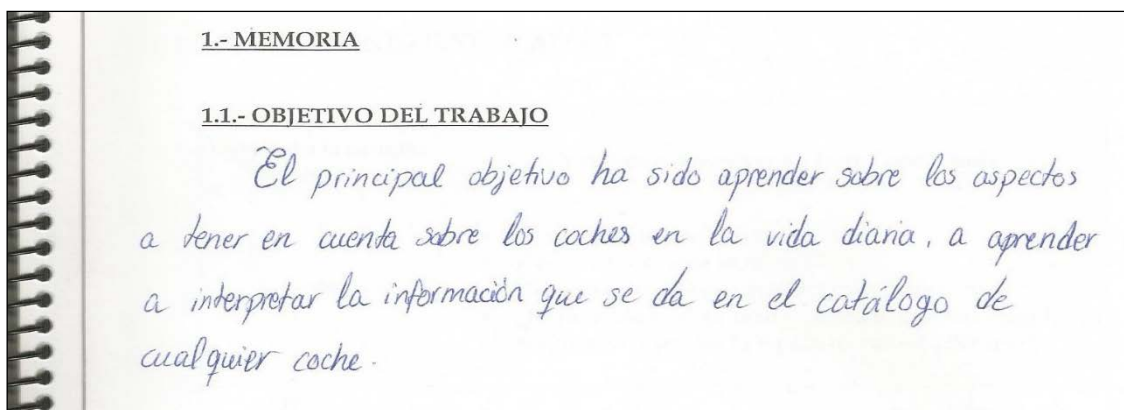 1.- MEMORIA
1.1.- OBJETIVO DEL TRABAJO
El principal objetivo ha sido aprender sobre los aspectos
a tener en cuenta sobre los coches en la vida diaria, a aprender
a interpretar la información que se da en el catálogo de
cualquier coche.